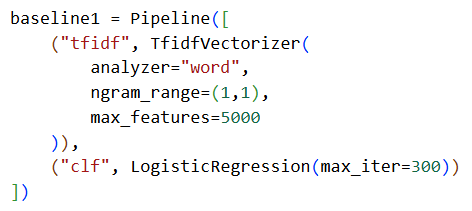 baseline1 = Pipeline([
    ("tfidf", TfidfVectorizer(
        analyzer="word",
        ngram_range=(1,1),
        max_features=5000
    )),
    ("clf", LogisticRegression(max_iter=300))
])